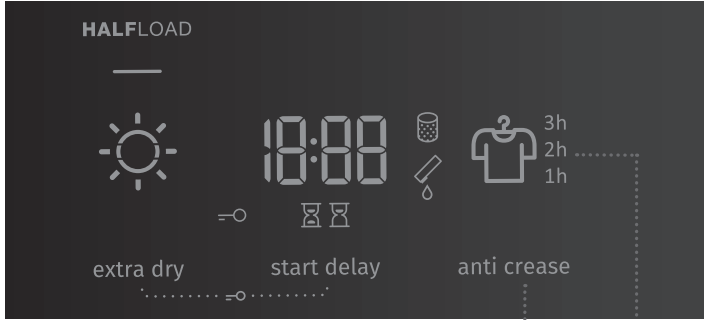 HALFLOAD
18:88
3h
2h
1h
extra dry
start delay
anti crease